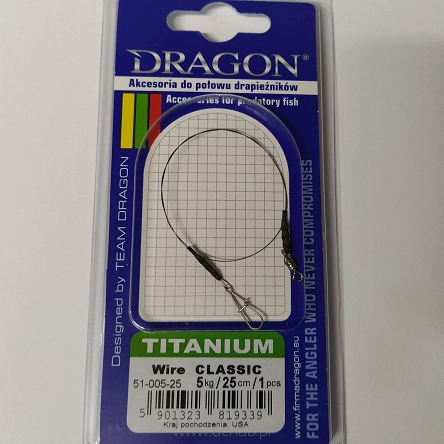 DRAGON®
Akcesoria do połowu drapieżników
Accessories for predatory fish
Designed by TEAM DRAGON
FOR THE ANGLER WHO NEVER COMPROMISES
www.firmadragon.eu
TITANIUM
Wire CLASSIC
51-005-25 5kg/25cm/1pcs
5 901323 819339
Kraj pochodzenia: USA